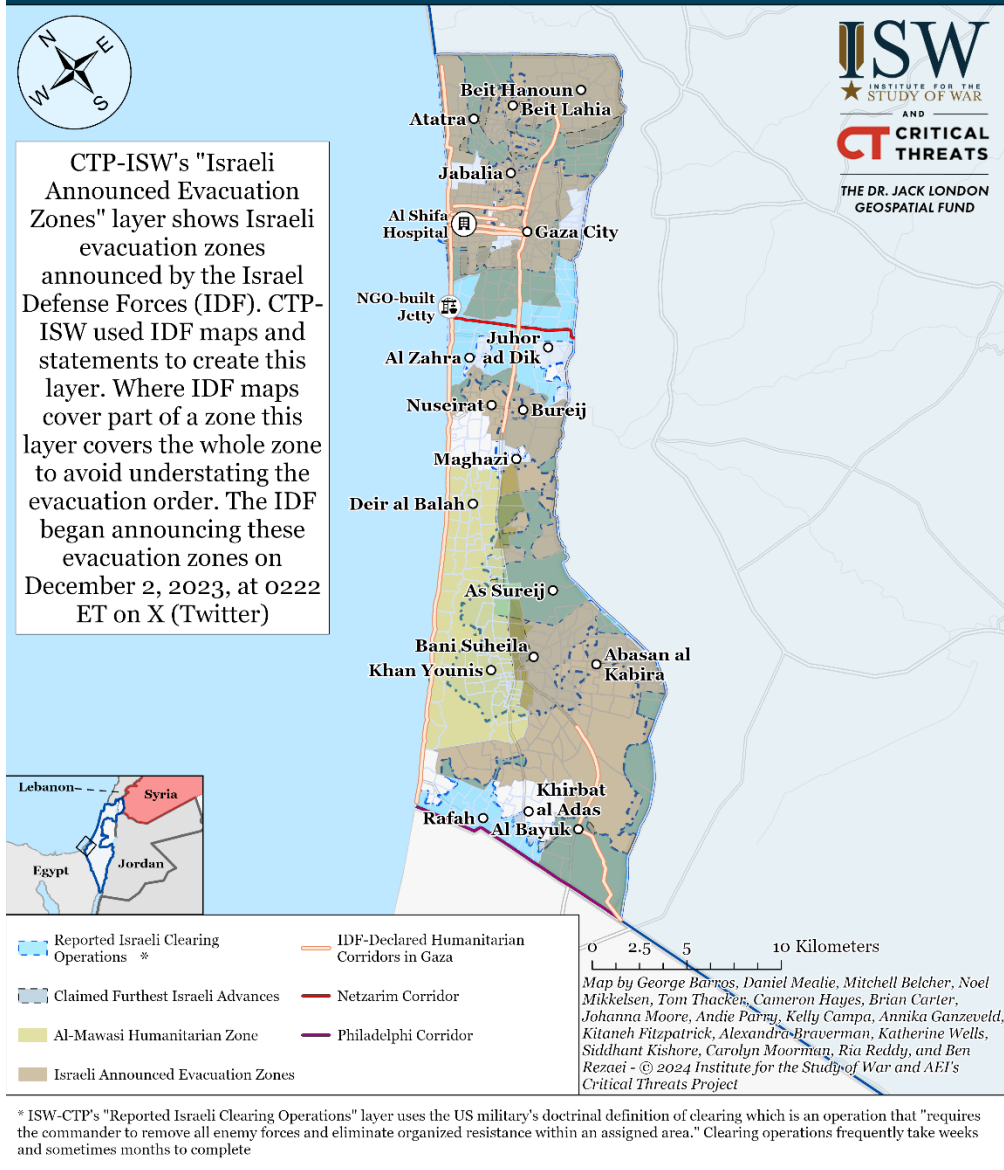 N
E
W
S
ISW
INSTITUTE FOR THE
STUDY OF WAR
AND
CT CRITICAL
THREATS
THE DR. JACK LONDON
GEOSPATIAL FUND
CTP-ISW's "Israeli
Announced Evacuation
Zones" layer shows Israeli
evacuation zones
announced by the Israel
Defense Forces (IDF). CTP-
ISW used IDF maps and
statements to create this
layer. Where IDF maps
cover part of a zone this
layer covers the whole zone
to avoid understating the
evacuation order. The IDF
began announcing these
evacuation zones on
December 2, 2023, at 0222
ET on X (Twitter)
Beit Hanoun
Beit Lahia
Atatra
Jabalia
Al Shifa
Hospital
Gaza City
NGO-built
Jetty
Juhor
ad Dik
Al Zahra
Nuseirat
Bureij
Maghazi
Deir al Balah
As Sureij
Bani Suheila
Abasan al
Kabira
Khan Younis
Khirbat
al Adas
Rafah
Al Bayuk
Lebanon
Syria
Jordan
Egypt
Reported Israeli Clearing
Operations *
Claimed Furthest Israeli Advances
Al-Mawasi Humanitarian Zone
Israeli Announced Evacuation Zones
IDF-Declared Humanitarian
Corridors in Gaza
Netzarim Corridor
Philadelphi Corridor
0 2.5 5 10 Kilometers
Map by George Barros, Daniel Mealie, Mitchell Belcher, Noel
Mikkelsen, Tom Thacker, Cameron Hayes, Brian Carter,
Johanna Moore, Andie Parry, Kelly Campa, Annika Ganzeveld,
Kitaneh Fitzpatrick, Alexandra Braverman, Katherine Wells,
Siddhant Kishore, Carolyn Moorman, Ria Reddy, and Ben
Rezaei - © 2024 Institute for the Study of War and AEI's
Critical Threats Project
* ISW-CTP's "Reported Israeli Clearing Operations" layer uses the US military's doctrinal definition of clearing which is an operation that "requires
the commander to remove all enemy forces and eliminate organized resistance within an assigned area." Clearing operations frequently take weeks
and sometimes months to complete